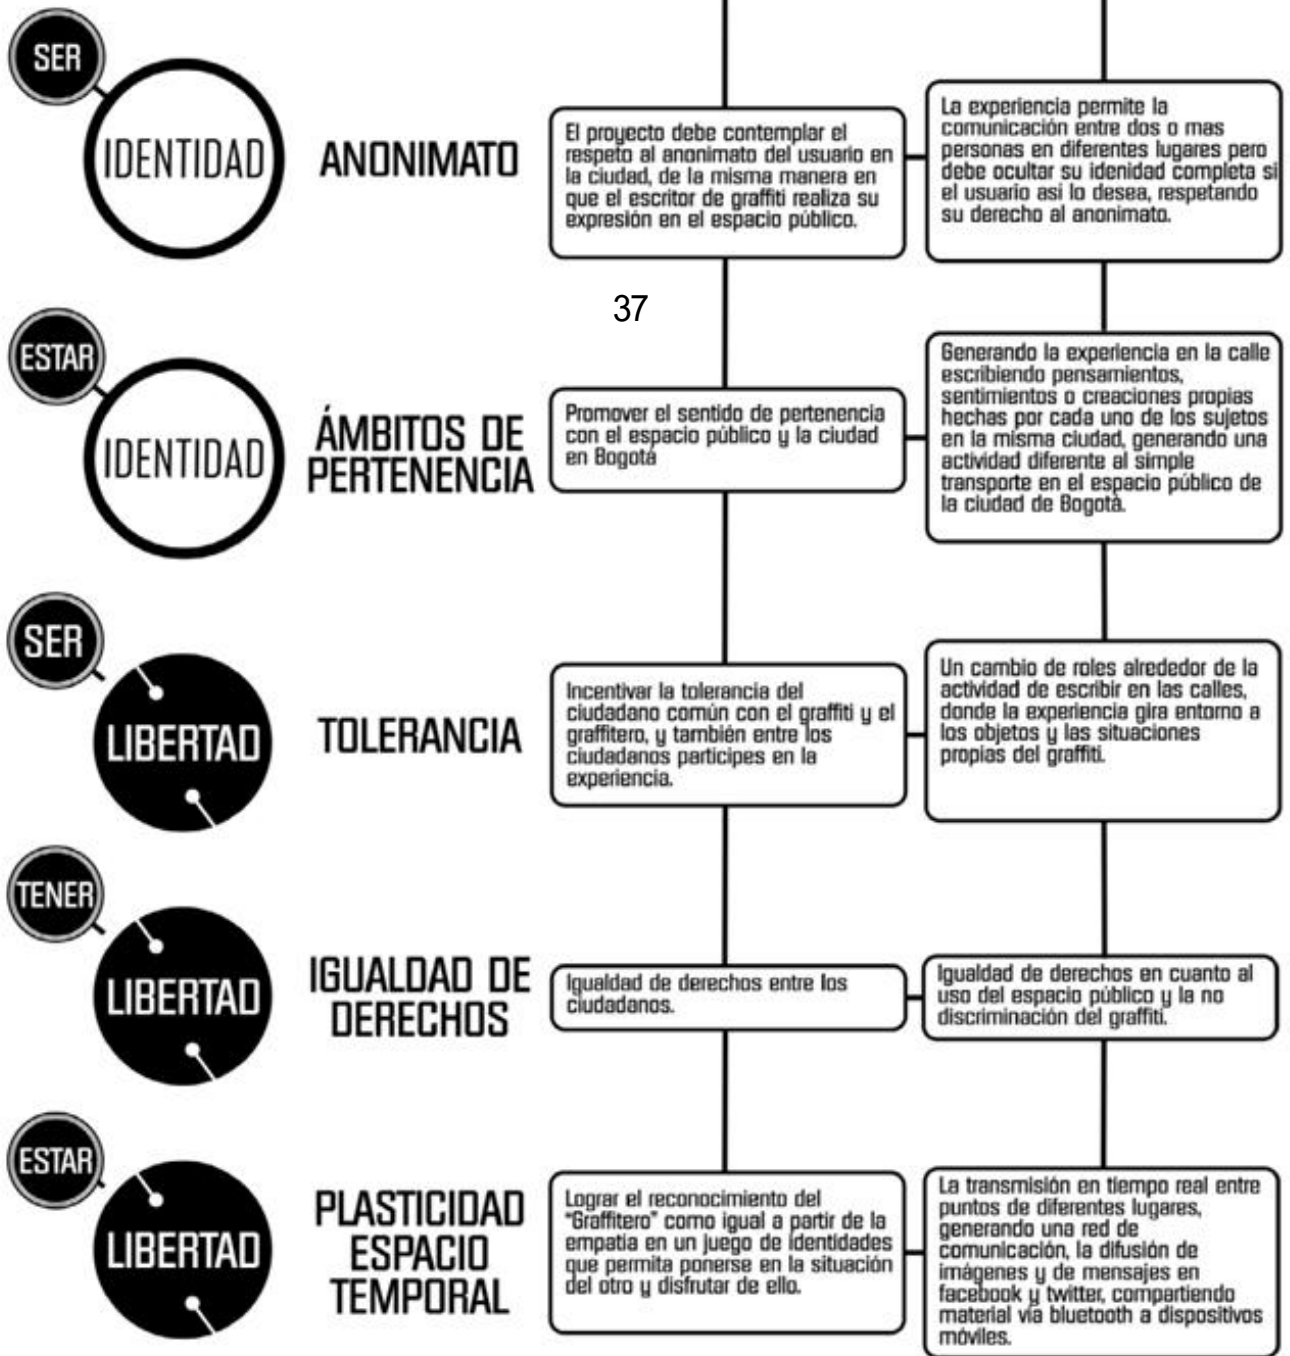 SER
IDENTIDAD
ANONIMATO
El proyecto debe contemplar el
respeto al anonimato del usuario en
la ciudad, de la misma manera en
que el escritor de graffiti realiza su
expresión en el espacio público.
La experiencia permite la
comunicación entre dos o mas
personas en diferentes lugares pero
debe ocultar su idenidad completa si
el usuario asi lo desea, respetando
su derecho al anonimato.
37
ESTAR
IDENTIDAD
ÁMBITOS DE
PERTENENCIA
Promover el sentido de pertenencia
con el espacio público y la ciudad
en Bogotá
Generando la experiencia en la calle
escribiendo pensamientos,
sentimientos o creaciones propias
hechas por cada uno de los sujetos
en la misma ciudad, generando una
actividad diferente al simple
transporte en el espacio público de
la ciudad de Bogotà.
SER
LIBERTAD
TOLERANCIA
Incentivar la tolerancia del
ciudadano común con el graffiti y el
graffitero, y también entre los
ciudadanos participes en la
experiencia.
Un cambio de roles alrededor de la
actividad de escribir en las calles,
donde la experiencia gira entorno a
los objetos y las situaciones
propias del graffiti.
TENER
LIBERTAD
IGUALDAD DE
DERECHOS
Igualdad de derechos entre los
ciudadanos.
Igualdad de derechos en cuanto al
uso del espacio público y la no
discriminación del graffiti.
ESTAR
LIBERTAD
PLASTICIDAD
ESPACIO
TEMPORAL
Lograr el reconocimiento del
"Graffitero" como igual a partir de la
empatia en un juego de identidades
que permita ponerse en la situación
del otro y disfrutar de ello.
La transmisión en tiempo real entre
puntos de diferentes lugares,
generando una red de
comunicación, la difusión de
imágenes y de mensajes en
facebook y twitter, compartiendo
material via bluetooth a dispositivos
móviles.